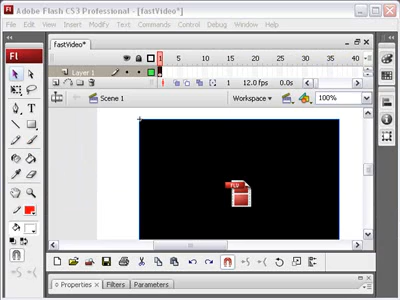 Adobe Flash CS3 Professional - [fastVideo*]
File Edit View Insert Modify Text Commands Control Debug Window Help
Fl
fastVideo*
1 5 10 15 20 25 30 35 40
Layer 1
1 12.0 fps 0.0s
Scene 1 Workspace 100%
FLV
Properties Filters Parameters